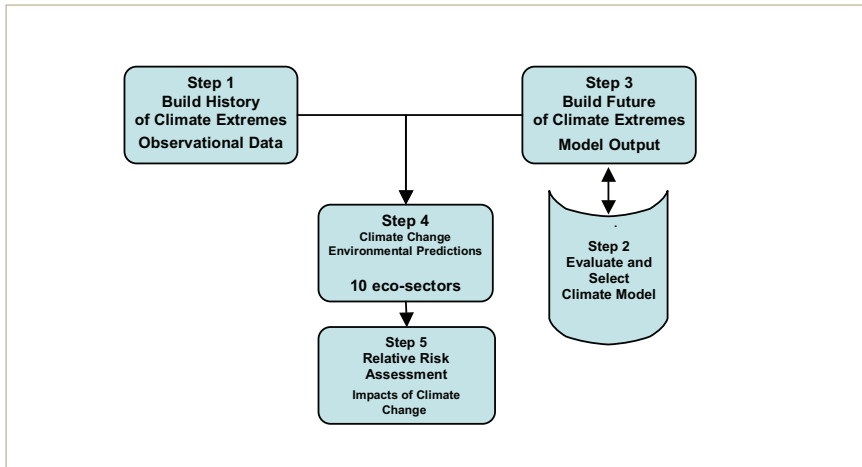 Step 1
Build History
of Climate Extremes
Observational Data
Step 3
Build Future
of Climate Extremes
Model Output
Step 4
Climate Change
Environmental Predictions
10 eco-sectors
.
Step 2
Evaluate and
Select
Climate Model
Step 5
Relative Risk
Assessment
Impacts of Climate
Change